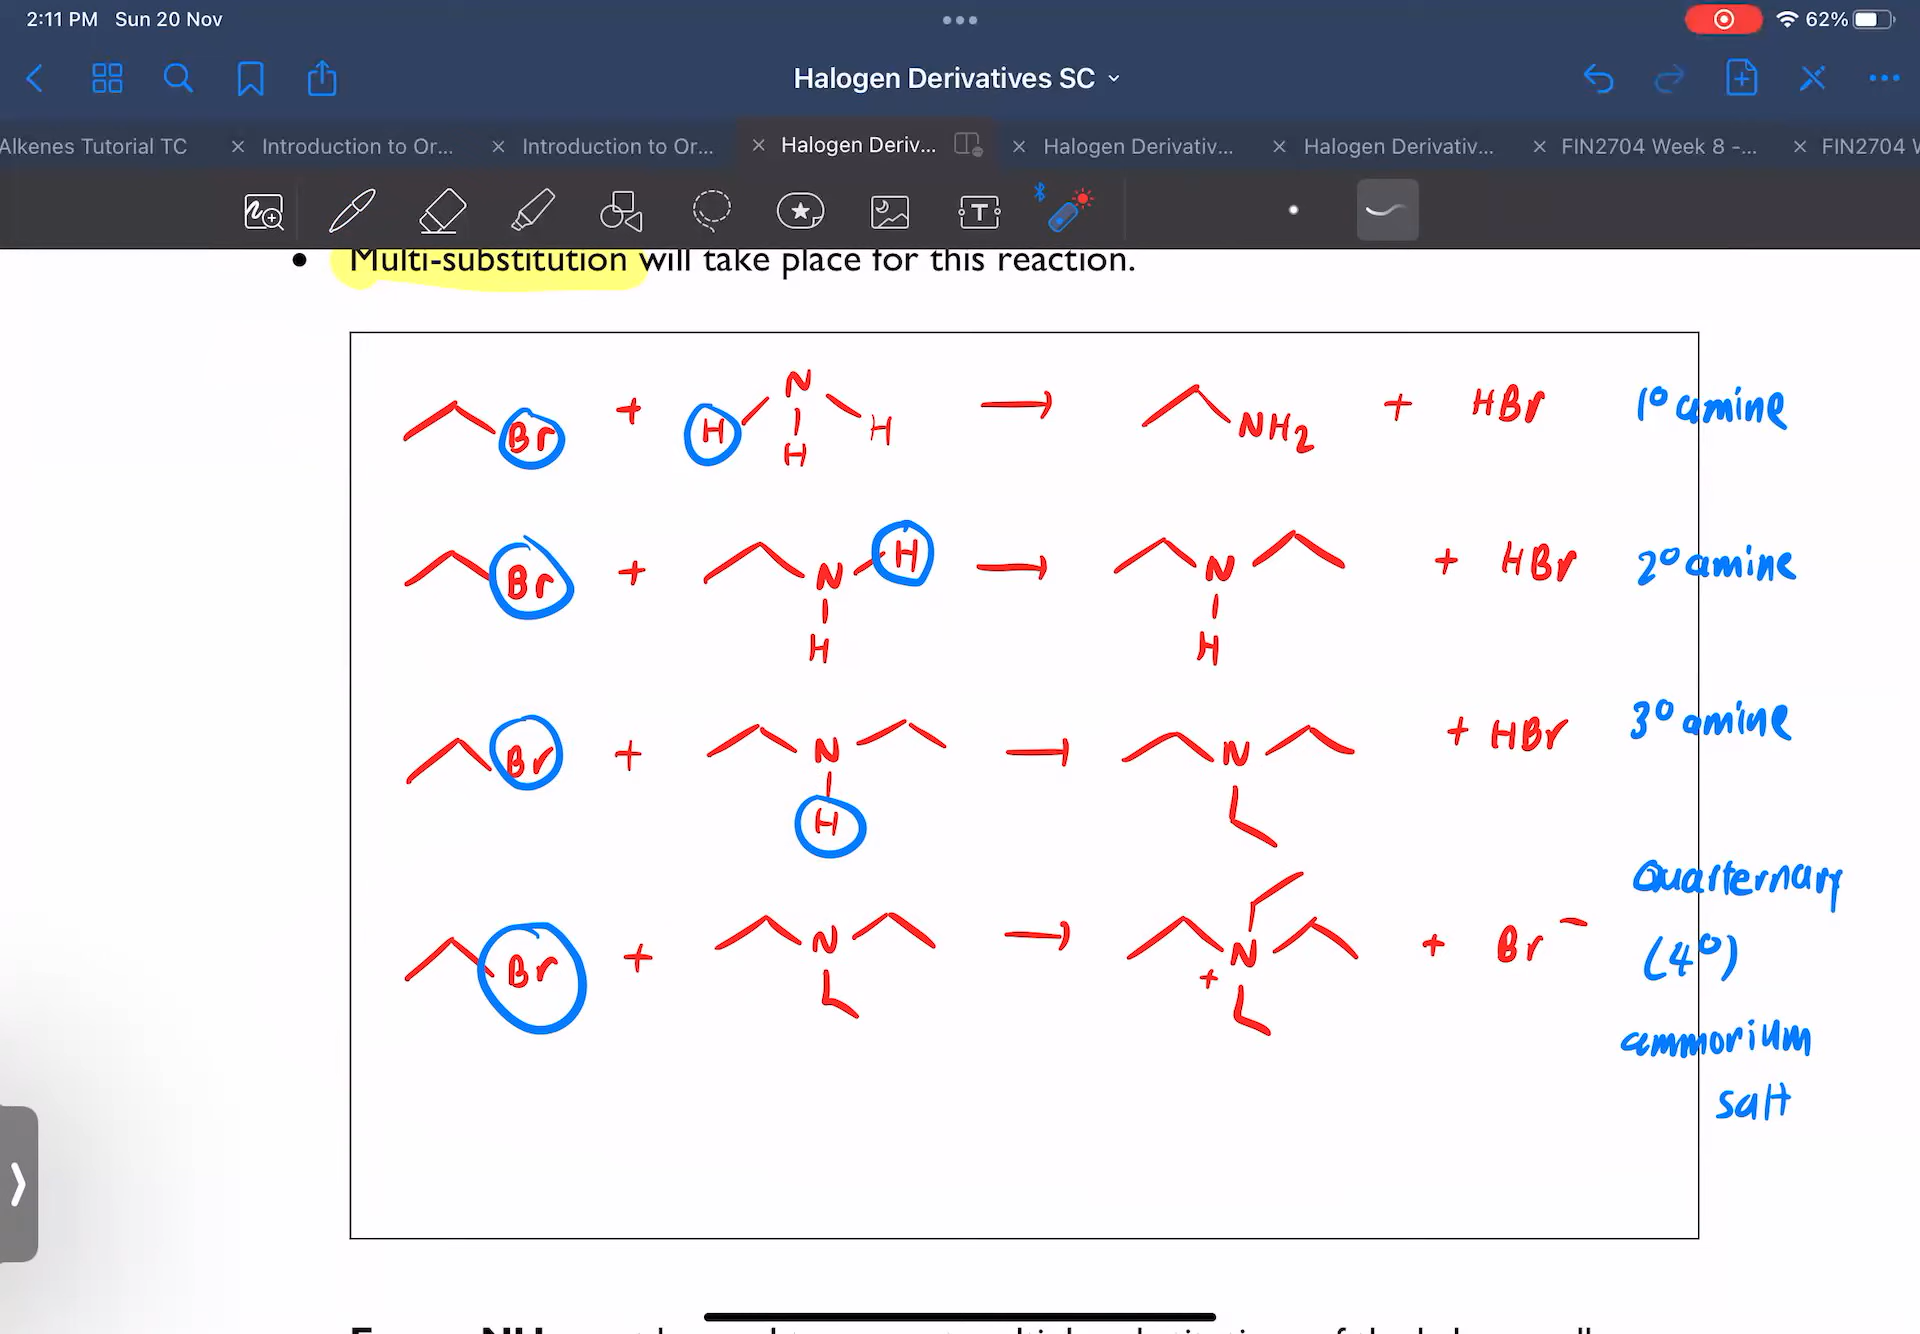 2:11 PM Sun 20 Nov
62%
Halogen Derivatives SC
Alkenes Tutorial TC
Introduction to Or...
Introduction to Or...
Halogen Deriv...
Halogen Derivativ...
Halogen Derivativ...
FIN2704 Week 8 -...
FIN2704 W
T
• Multi-substitution will take place for this reaction.
Br + H N H H → NH2 + HBr 1° amine
Br + N H H → N H + HBr 2° amine
Br + N H → N + HBr 3° amine
Br + N → N + + Br⁻ Quarternary
(4°)
ammonium
salt